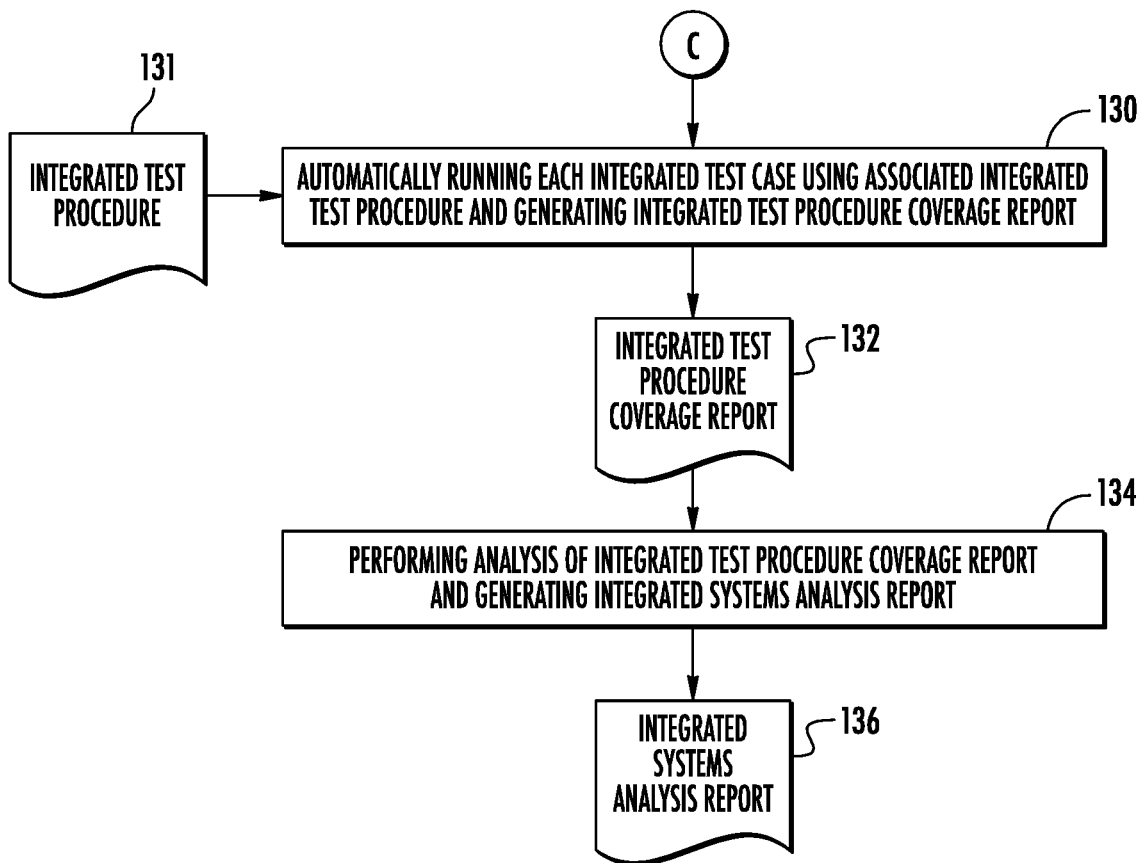 C
131
130
INTEGRATED TEST
PROCEDURE
AUTOMATICALLY RUNNING EACH INTEGRATED TEST CASE USING ASSOCIATED INTEGRATED
TEST PROCEDURE AND GENERATING INTEGRATED TEST PROCEDURE COVERAGE REPORT
INTEGRATED TEST
PROCEDURE
COVERAGE REPORT
132
134
PERFORMING ANALYSIS OF INTEGRATED TEST PROCEDURE COVERAGE REPORT
AND GENERATING INTEGRATED SYSTEMS ANALYSIS REPORT
INTEGRATED
SYSTEMS
ANALYSIS REPORT
136